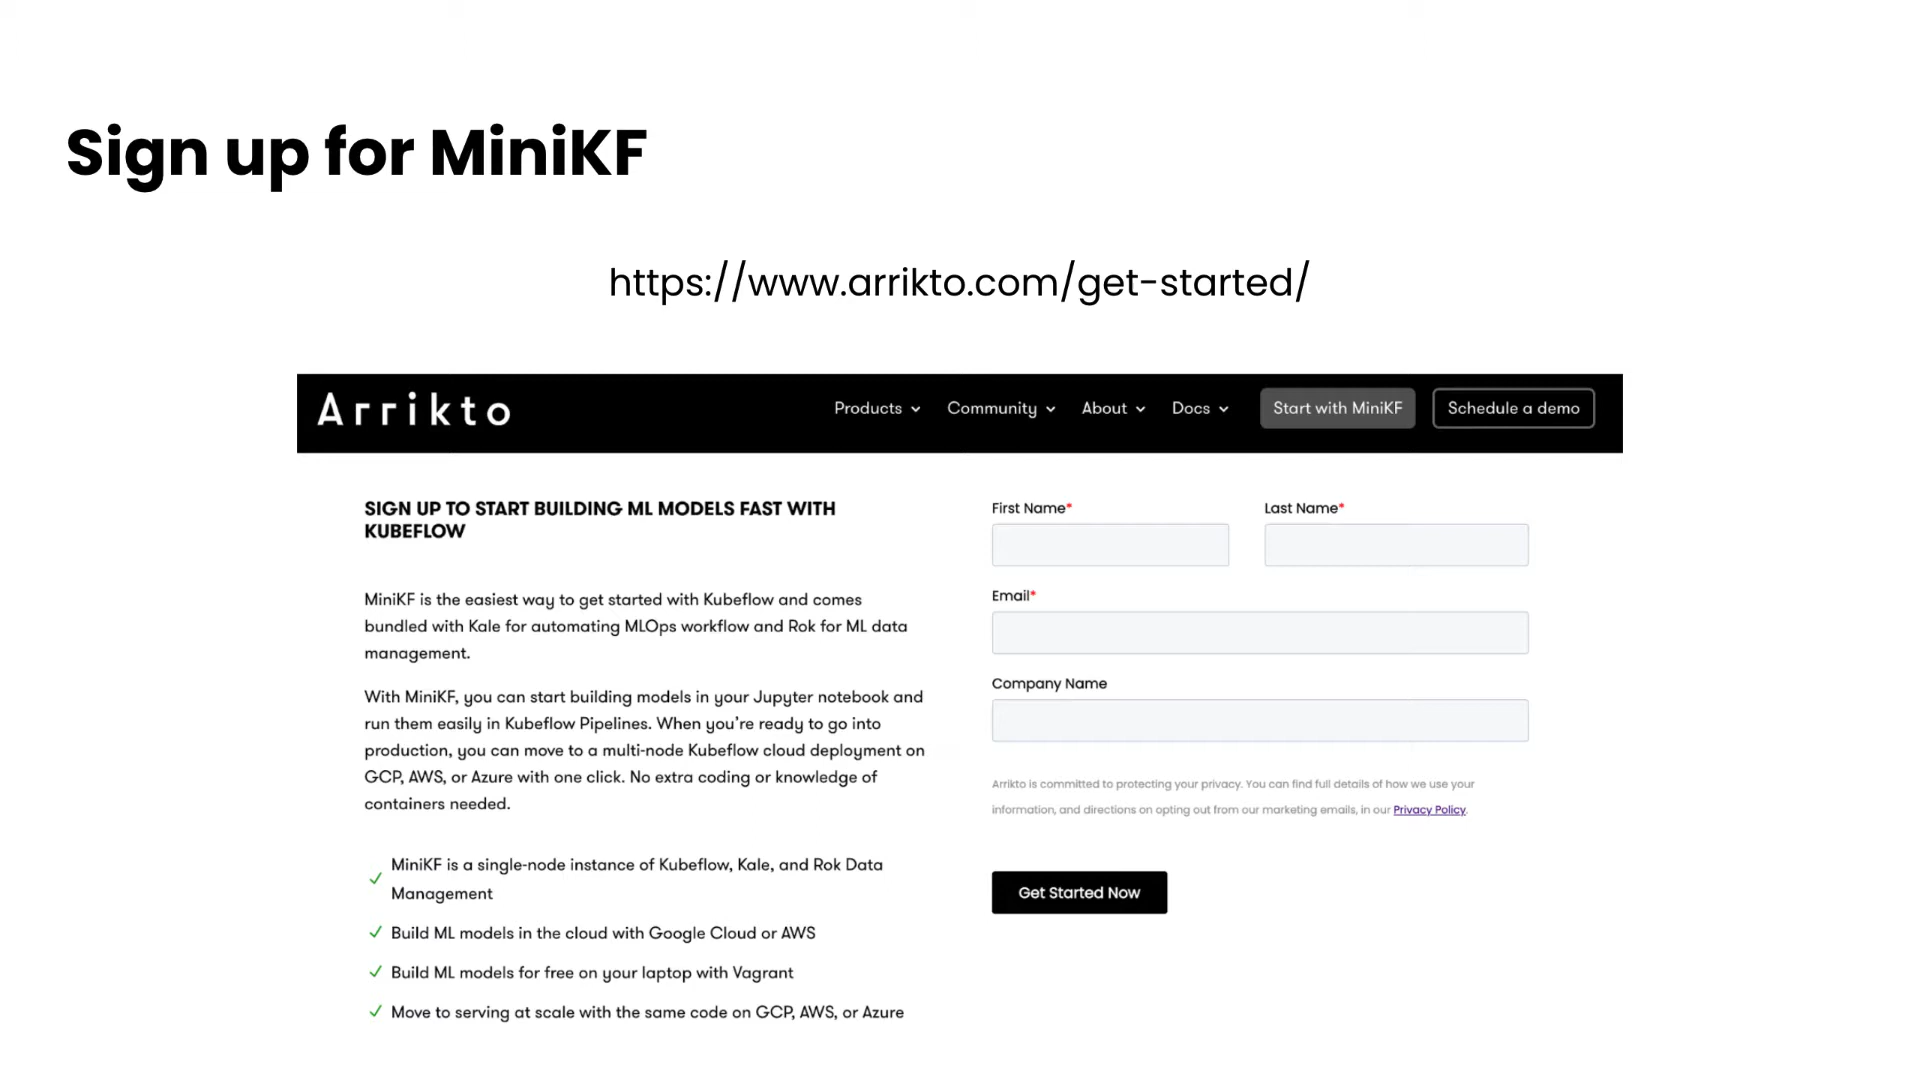 Sign up for MiniKF
https://www.arrikto.com/get-started/
Arrikto
Products
Community
About
Docs
Start with MiniKF
Schedule a demo
SIGN UP TO START BUILDING ML MODELS FAST WITH
KUBEFLOW
MiniKF is the easiest way to get started with Kubeflow and comes
bundled with Kale for automating MLOps workflow and Rok for ML data
management.
With MiniKF, you can start building models in your Jupyter notebook and
run them easily in Kubeflow Pipelines. When you’re ready to go into
production, you can move to a multi-node Kubeflow cloud deployment on
GCP, AWS, or Azure with one click. No extra coding or knowledge of
containers needed.
MiniKF is a single-node instance of Kubeflow, Kale, and Rok Data
Management
Build ML models in the cloud with Google Cloud or AWS
Build ML models for free on your laptop with Vagrant
Move to serving at scale with the same code on GCP, AWS, or Azure
First Name*
Last Name*
Email*
Company Name
Arrikto is committed to protecting your privacy. You can find full details of how we use your
information, and directions on opting out from our marketing emails, in our Privacy Policy.
Get Started Now